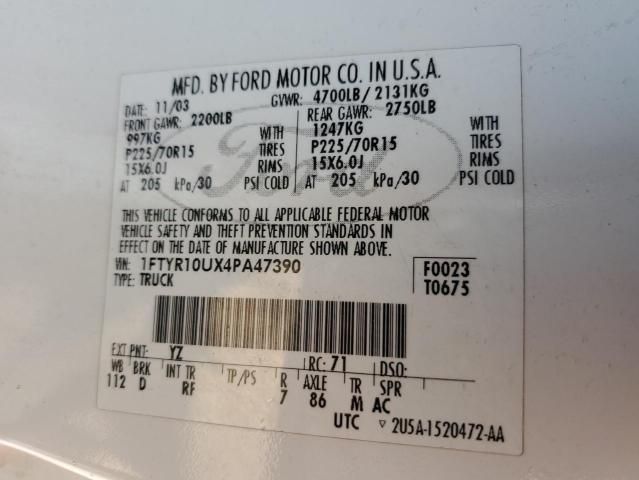 MFD. BY FORD MOTOR CO. IN U.S.A.
DATE: 11/03 GVWR: 4700LB/ 2131KG
FRONT GAWR: 2200LB REAR GAWR: 2750LB
997KG WITH 1247KG WITH
P225/70R15 TIRES P225/70R15 TIRES
15X6.0J RIMS 15X6.0J RIMS
AT 205 kPa/30 PSI COLD AT 205 kPa/30 PSI COLD
Ford
THIS VEHICLE CONFORMS TO ALL APPLICABLE FEDERAL MOTOR
VEHICLE SAFETY AND THEFT PREVENTION STANDARDS IN
EFFECT ON THE DATE OF MANUFACTURE SHOWN ABOVE.
VIN: 1FTYR10UX4PA47390 F0023
TYPE: TRUCK T0675
EXT PNT: YZ RC: 71 DSO:
WB BRK INT TR TP/PS R AXLE TR SPR
112 D RF 7 86 M AC
UTC ▽ 2U5A-1520472-AA